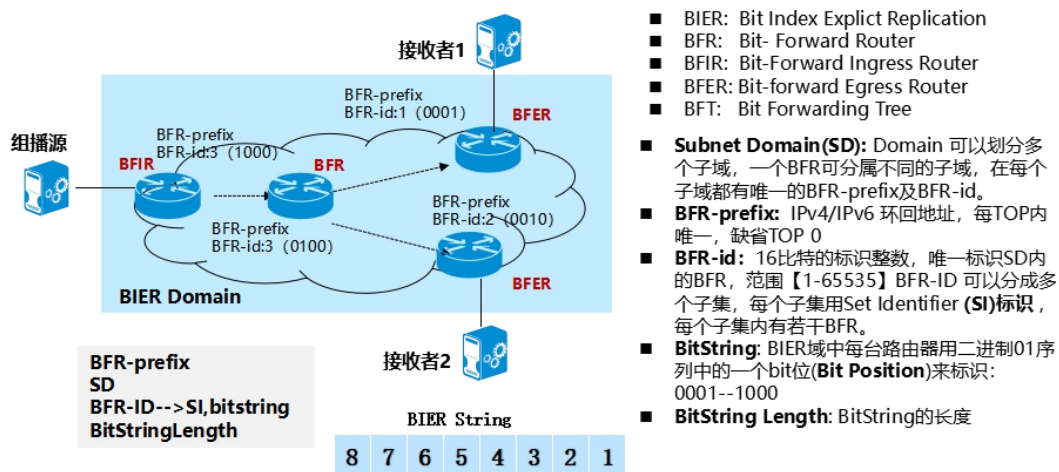 接收者1
BFR-prefix
BFR-id:1（0001）
BFER
组播源
BFR-prefix
BFR-id:3（1000）
BFIR
BFR
BFR-prefix
BFR-id:3（0100）
BFR-prefix
BFR-id:2（0010）
BFER
BIER Domain
接收者2
BFR-prefix
SD
BFR-ID-->SI,bitstring
BitStringLength
BIER String
8 7 6 5 4 3 2 1
■ BIER: Bit Index Explict Replication
■ BFR: Bit- Forward Router
■ BFIR: Bit-Forward Ingress Router
■ BFER: Bit-forward Egress Router
■ BFT: Bit Forwarding Tree
■ Subnet Domain(SD): Domain 可以划分多
个子域，一个BFR可分属不同的子域，在每个
子域都有唯一的BFR-prefix及BFR-id。
■ BFR-prefix: IPv4/IPv6 环回地址，每TOP内
唯一，缺省TOP 0
■ BFR-id：16比特的标识整数，唯一标识SD内
的BFR，范围【1-65535】BFR-ID 可以分成多
个子集，每个子集用Set Identifier (SI)标识，
每个子集内有若干BFR。
■ BitString: BIER域中每台路由器用二进制01序
列中的一个bit位(Bit Position)来标识：
0001--1000
■ BitString Length: BitString的长度